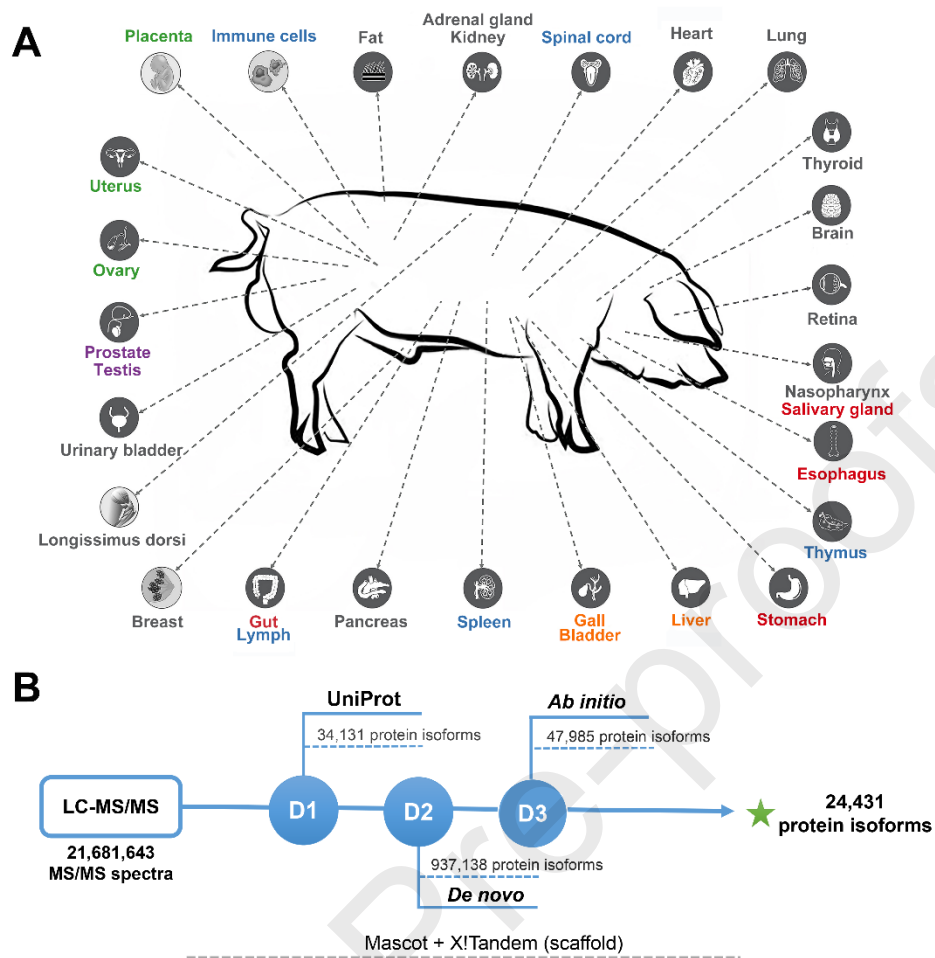 A
Placenta
Immune cells
Fat
Adrenal gland
Kidney
Spinal cord
Heart
Lung
Uterus
Thyroid
Ovary
Brain
Prostate
Testis
Retina
Urinary bladder
Nasopharynx
Salivary gland
Longissimus dorsi
Esophagus
Thymus
Breast
Gut
Lymph
Pancreas
Spleen
Gall
Bladder
Liver
Stomach
B
UniProt
34,131 protein isoforms
Ab initio
47,985 protein isoforms
LC-MS/MS
D1
D2
D3
24,431
protein isoforms
21,681,643
MS/MS spectra
937,138 protein isoforms
De novo
Mascot + X!Tandem (scaffold)
Pre-proofs